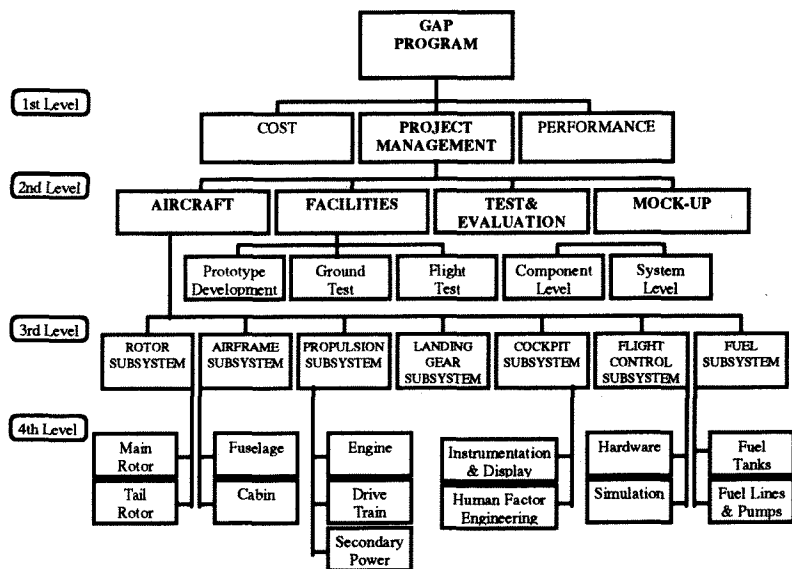 GAP
PROGRAM
1st Level
COST
PROJECT
MANAGEMENT
PERFORMANCE
2nd Level
AIRCRAFT
FACILITIES
TEST&
EVALUATION
MOCK-UP
Prototype
Development
Ground
Test
Flight
Test
Component
Level
System
Level
3rd Level
ROTOR
SUBSYSTEM
AIRFRAME
SUBSYSTEM
PROPULSION
SUBSYSTEM
LANDING
GEAR
SUBSYSTEM
COCKPIT
SUBSYSTEM
FLIGHT
CONTROL
SUBSYSTEM
FUEL
SUBSYSTEM
4th Level
Main
Rotor
Fuselage
Engine
Instrumentation
& Display
Hardware
Fuel
Tanks
Tail
Rotor
Cabin
Drive
Train
Human Factor
Engineering
Simulation
Fuel Lines
& Pumps
Secondary
Power